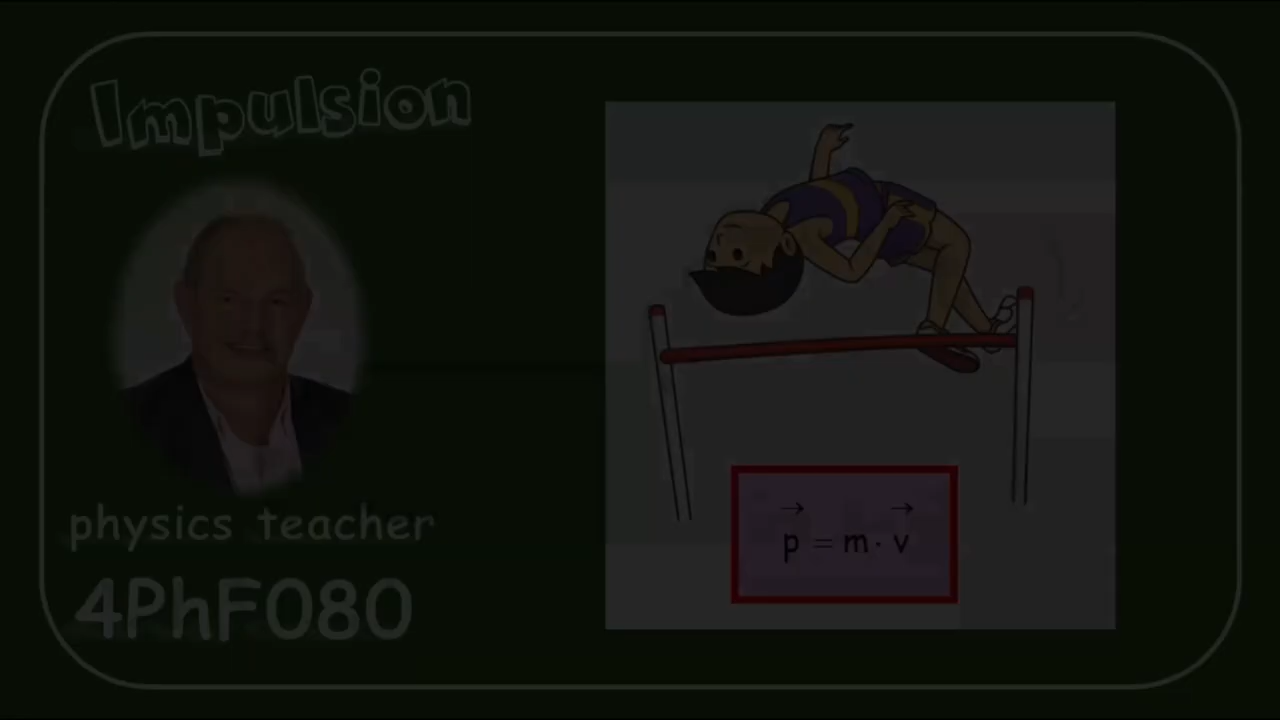 Impulsion
physics teacher
4PhF080
p⃗ = m · v⃗